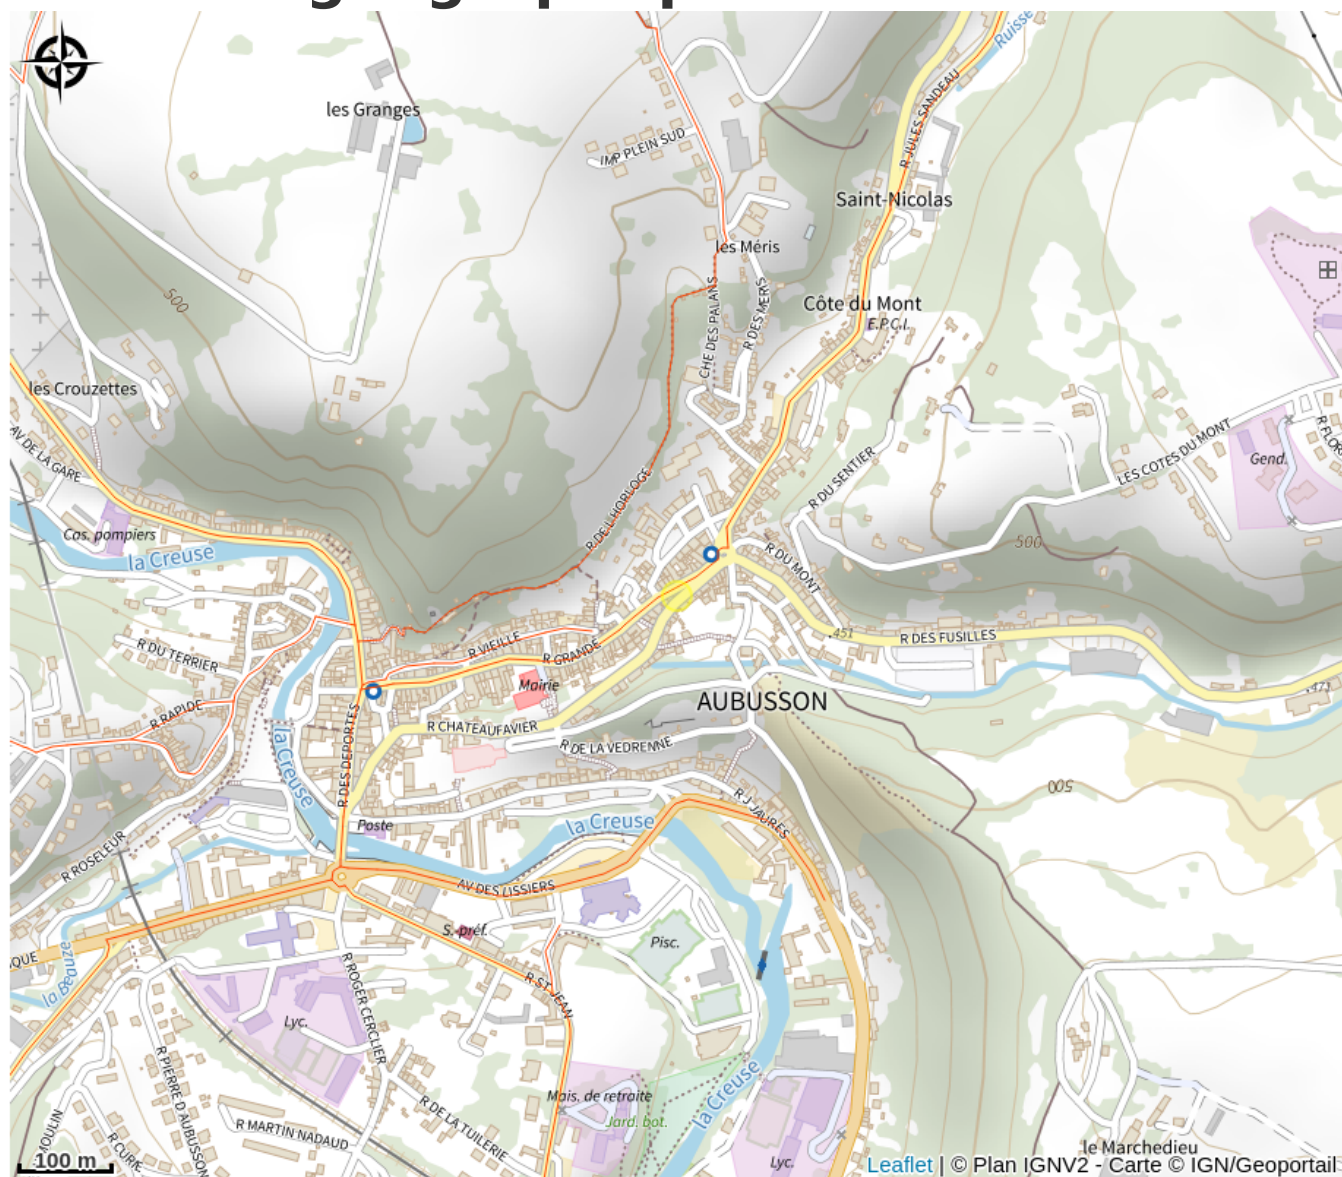 Ruisse
R JULES SANDEAU
les Granges
IMP PLEIN SUD
Saint-Nicolas
les Méris
CHE DES PALANS
R DES MERIS
Côte du Mont
E.P.C.I.
500
les Crouzettes
AV DE LA GARE
R DU SENTIER
LES COTES DU MONT
R FLOR
Gend.
R DE L'HORLOGE
Cas. pompiers
la Creuse
R DU MONT
500
451
R DES FUSILLES
R DU TERRIER
R VIEILLE
R GRANDE
Mairie
AUBUSSON
471
R RAPIDE
R DES DEPORTES
R CHATEAUFAVIER
R DE LA VEDRENNE
la Creuse
500
R J JAURES
Poste
la Creuse
R ROSELEUR
AV DES LISSIERS
S.-préf.
Pisc.
IQUE
R ST JEAN
R ROGER CERCLIER
Lyc.
R PIERRE D AUBUSSON
Mais. de retraite
Jard. bot.
la Creuse
R DE LA TUILERIE
R MARTIN NADAUD
MOULIN
R CURIE
le Marchedieu
Lyc.
100 m
Leaflet | © Plan IGNV2 - Carte © IGN/Geoportail